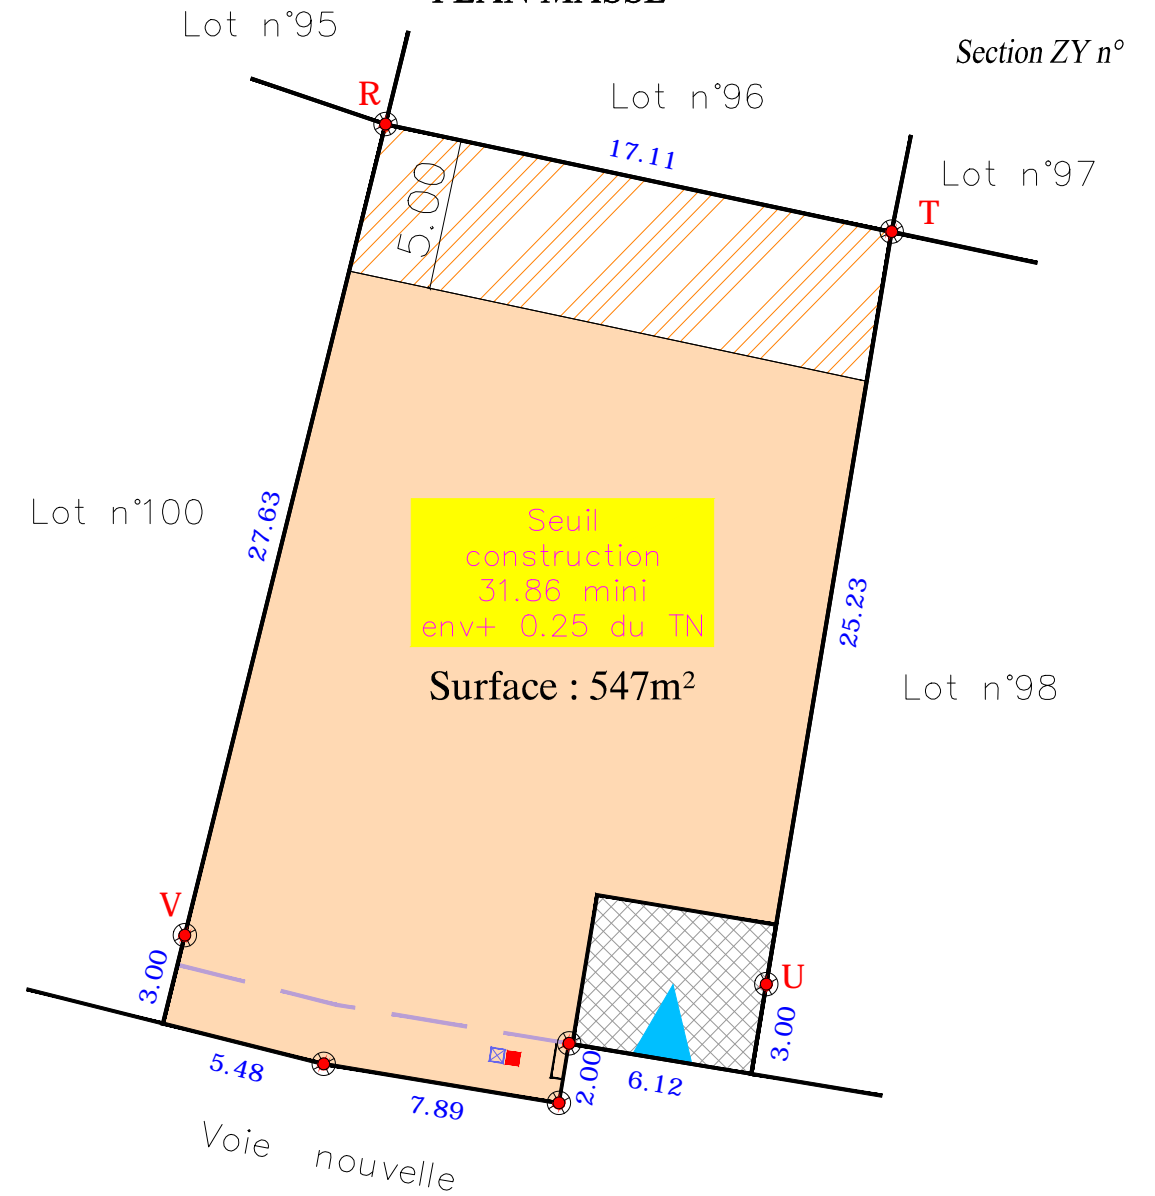 PLAN MASSE
Lot n°95
Section ZY n°
R
Lot n°96
17.11
Lot n°97
T
5.00
Lot n°100
27.63
Seuil
construction
31.86 mini
env+ 0.25 du TN
25.23
Surface : 547m²
Lot n°98
V
3.00
U
3.00
5.48
2.00
6.12
7.89
Voie nouvelle